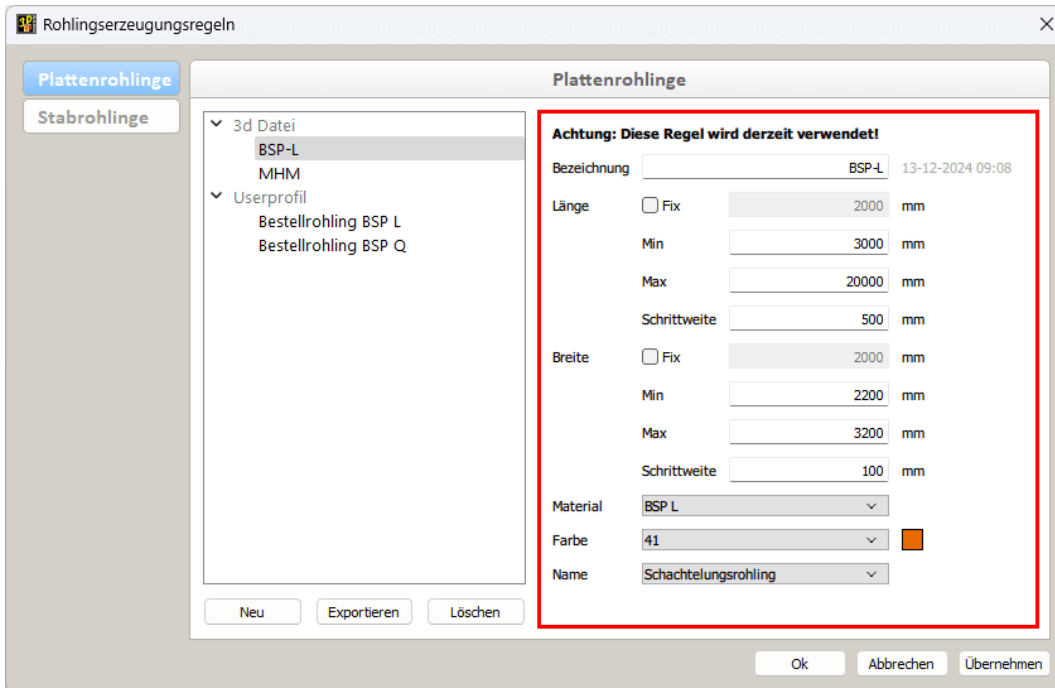 Rohlingserzeugungsregeln
Plattenrohlinge
Stabrohlinge
Plattenrohlinge
3d Datei
BSP-L
MHM
Userprofil
Bestellrohling BSP L
Bestellrohling BSP Q
Neu Exportieren Löschen
Achtung: Diese Regel wird derzeit verwendet!
Bezeichnung BSP-L 13-12-2024 09:08
Länge Fix 2000 mm
Min 3000 mm
Max 20000 mm
Schrittweite 500 mm
Breite Fix 2000 mm
Min 2200 mm
Max 3200 mm
Schrittweite 100 mm
Material BSP L
Farbe 41
Name Schachtelungsrohling
Ok Abbrechen Übernehmen